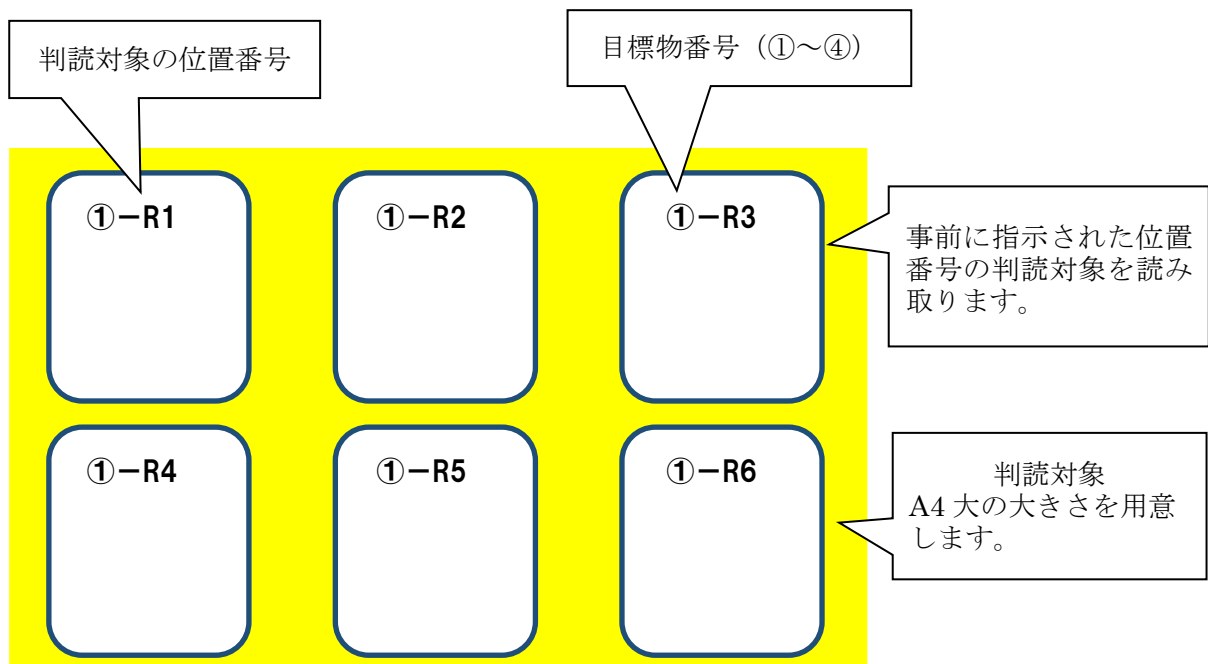 判読対象の位置番号
目標物番号（①～④）
①－R1
①－R2
①－R3
事前に指示された位置
番号の判読対象を読み
取ります。
①－R4
①－R5
①－R6
判読対象
A4 大の大きさを用意
します。